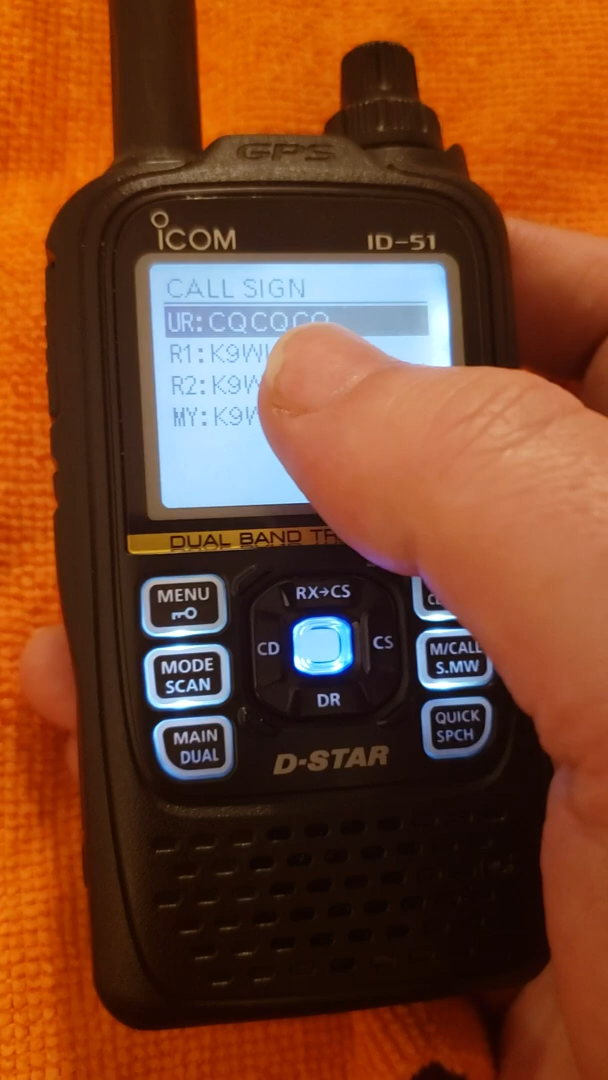 GPS
ICOM
ID-51
CALL SIGN
UR:CQCQCQ
R1:K9W
R2:K9W
MY:K9W
DUAL BAND TR
MENU
RX→CS
MODE
SCAN
CD
CS
M/CALL
S.MW
DR
MAIN
DUAL
QUICK
SPCH
D-STAR